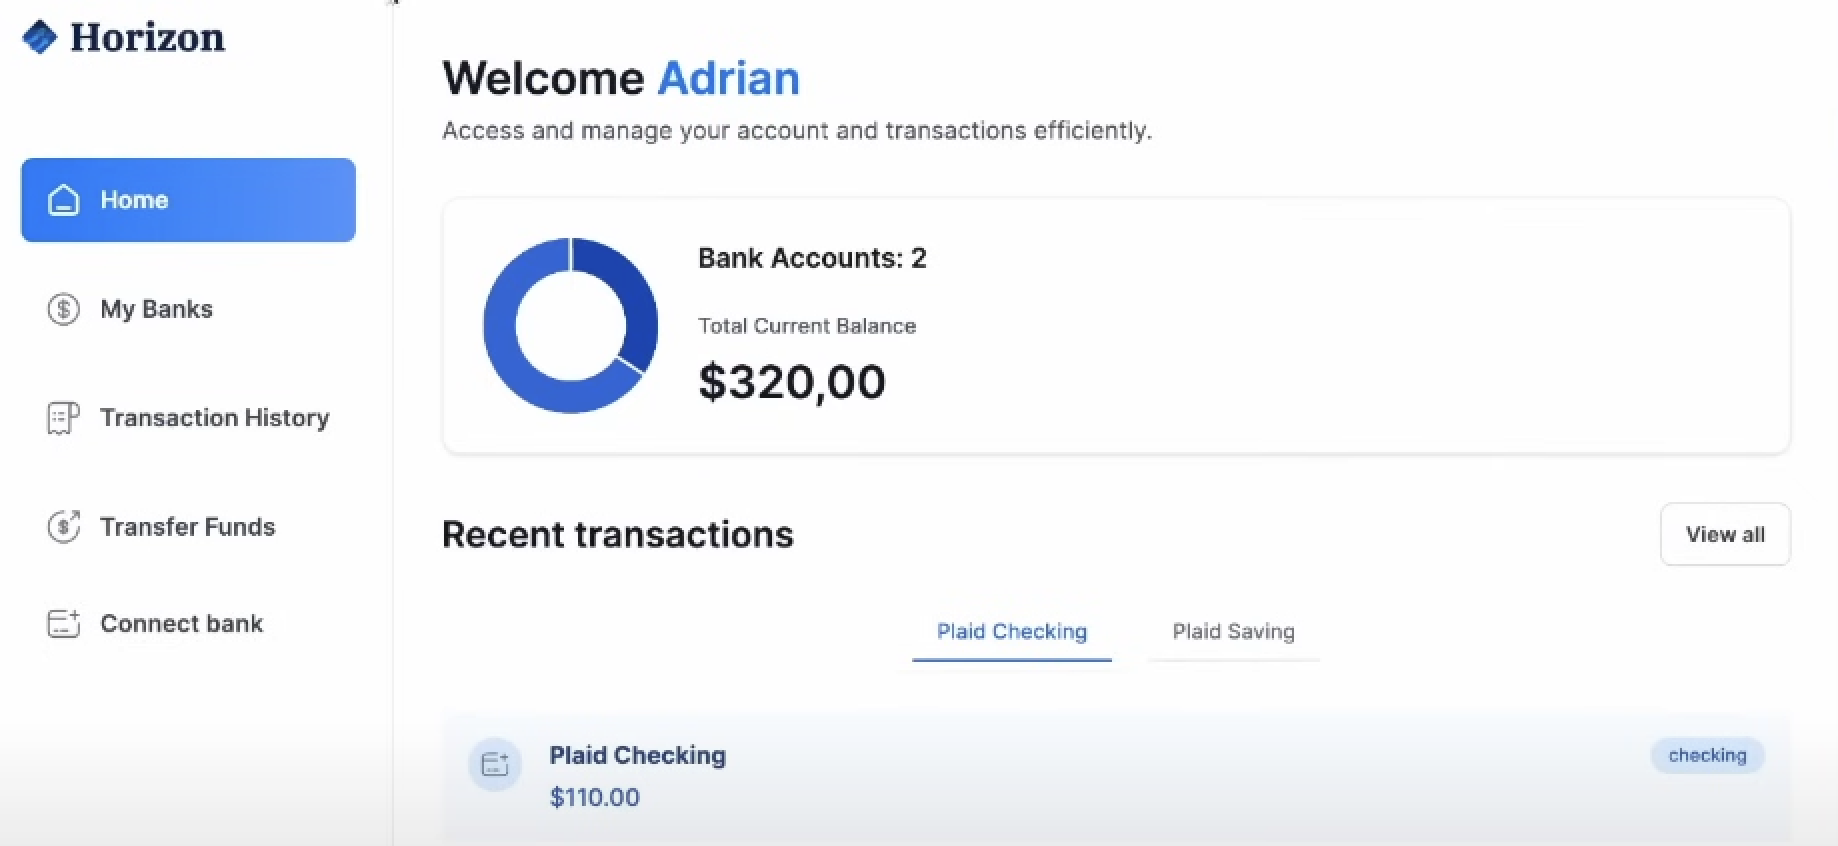 Horizon
Home
My Banks
Transaction History
Transfer Funds
Connect bank
Welcome Adrian
Access and manage your account and transactions efficiently.
Bank Accounts: 2
Total Current Balance
$320,00
Recent transactions
View all
Plaid Checking
Plaid Saving
Plaid Checking
checking
$110.00